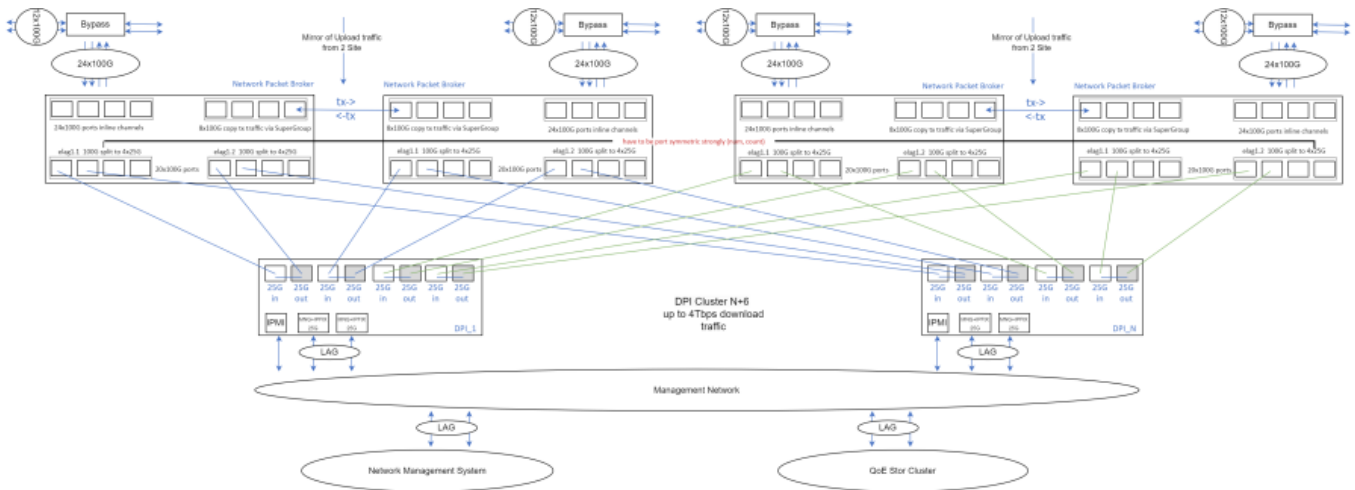 12x100G
Bypass
24x100G
Mirror of Upload traffic
from 2 Site
12x100G
Bypass
24x100G
12x100G
Bypass
24x100G
Mirror of Upload traffic
from 2 Site
12x100G
Bypass
24x100G
Network Packet Broker
Network Packet Broker
Network Packet Broker
Network Packet Broker
tx->
<-tx
tx->
<-tx
24x100G ports inline channels
8x100G copy tx traffic via SuperGroup
8x100G copy tx traffic via SuperGroup
24x100G ports inline channels
24x100G ports inline channels
8x100G copy tx traffic via SuperGroup
8x100G copy tx traffic via SuperGroup
24x100G ports inline channels
have to be port symmetric strongly (num, count)
elag1.1 100G split to 4x25G
elag1.2 100G split to 4x25G
elag1.1 100G split to 4x25G
elag1.2 100G split to 4x25G
elag1.1 100G split to 4x25G
elag1.2 100G split to 4x25G
elag1.1 100G split to 4x25G
elag1.2 100G split to 4x25G
20x100G ports
20x100G ports
20x100G ports
20x100G ports
25G in
25G out
25G in
25G out
25G in
25G out
25G in
25G out
IPMI
25G
25G
DPI_1
DPI Cluster N+6
up to 4Tbps download
traffic
25G in
25G out
25G in
25G out
25G in
25G out
25G in
25G out
IPMI
25G
25G
DPI_N
LAG
LAG
Management Network
LAG
LAG
Network Management System
QoE Stor Cluster